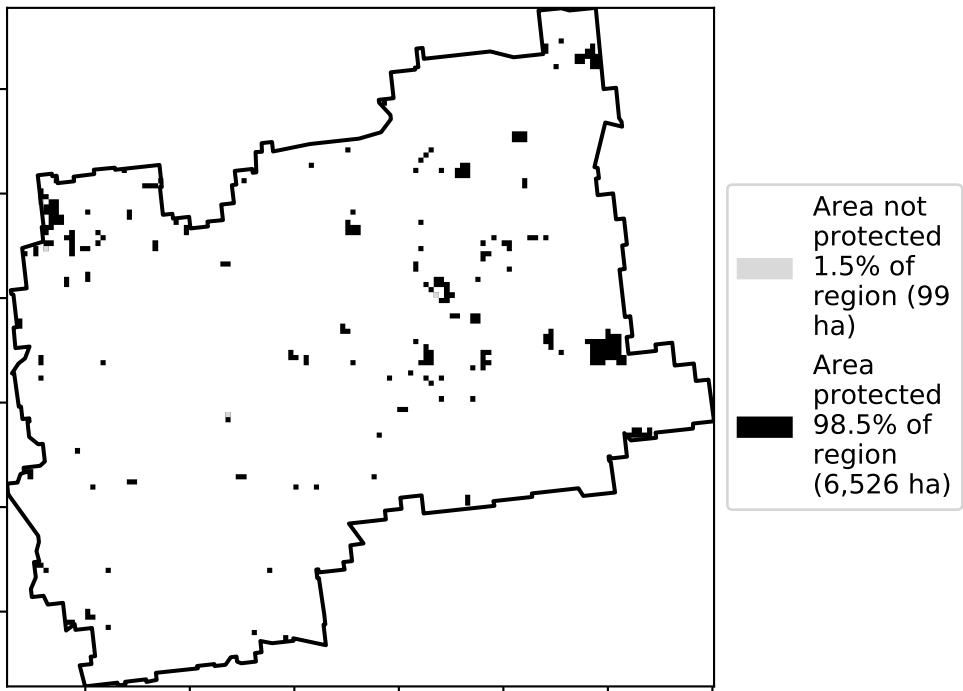 Area not
protected
1.5% of
region (99
ha)
Area
protected
98.5% of
region
(6,526 ha)